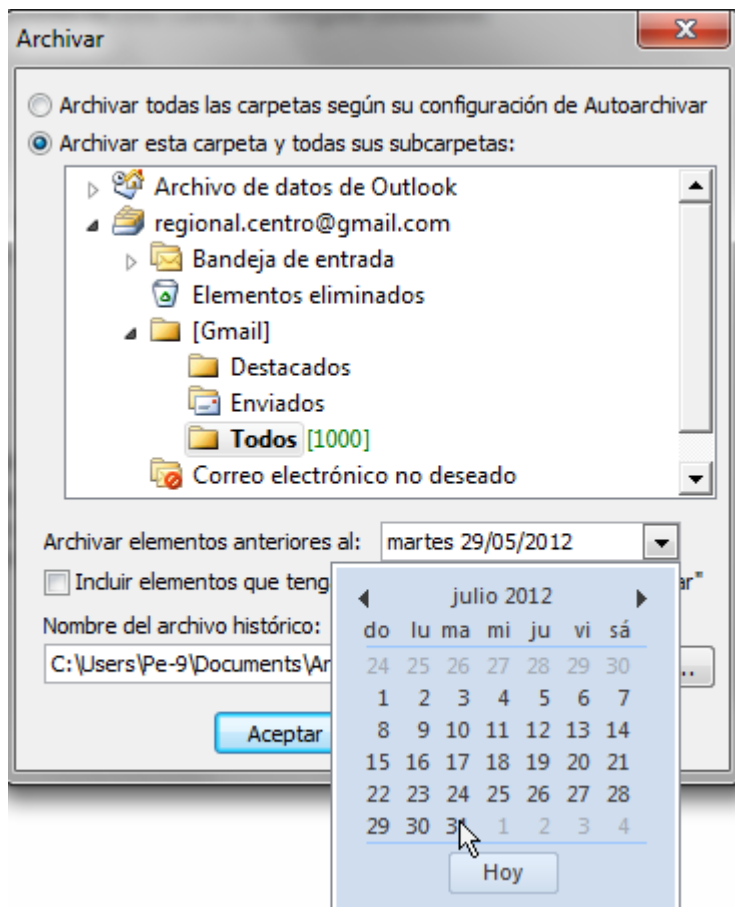 Archivar
Archivar todas las carpetas según su configuración de Autoarchivar
Archivar esta carpeta y todas sus subcarpetas:
Archivo de datos de Outlook
regional.centro@gmail.com
Bandeja de entrada
Elementos eliminados
[Gmail]
Destacados
Enviados
Todos [1000]
Correo electrónico no deseado
Archivar elementos anteriores al: martes 29/05/2012
Incluir elementos que teng ar"
Nombre del archivo histórico:
C:\Users\Pe-9\Documents\Ar ..
Aceptar
julio 2012
do lu ma mi ju vi sá
24 25 26 27 28 29 30
1 2 3 4 5 6 7
8 9 10 11 12 13 14
15 16 17 18 19 20 21
22 23 24 25 26 27 28
29 30 31 1 2 3 4
Hoy